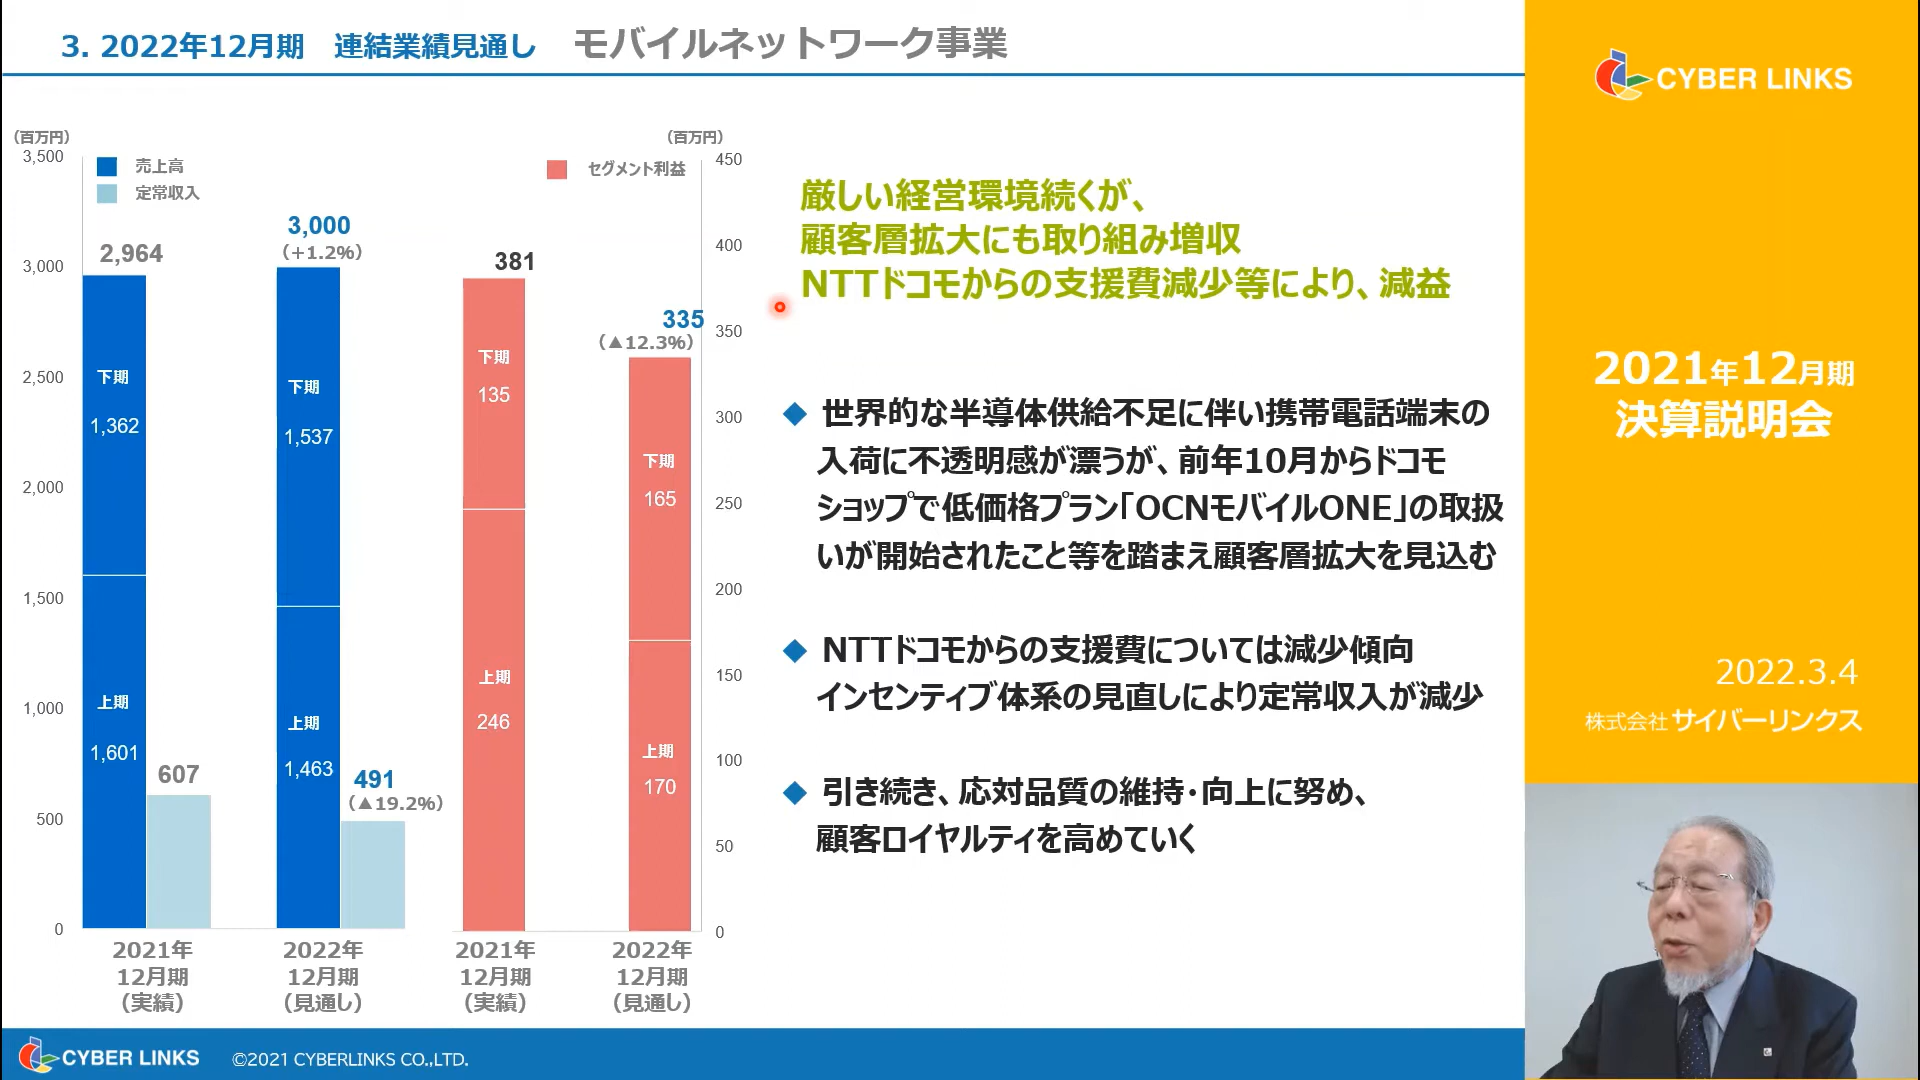 3. 2022年12月期　連結業績見通し　モバイルネットワーク事業
（百万円）
3,500
3,000
2,500
2,000
1,500
1,000
500
0
売上高
定常収入
2,964
下期
1,362
上期
1,601
607
3,000
（+1.2%）
下期
1,537
上期
1,463
491
（▲19.2%）
2021年
12月期
（実績）
2022年
12月期
（見通し）
（百万円）
セグメント利益
450
400
350
300
250
200
150
100
50
0
381
下期
135
上期
246
335
（▲12.3%）
下期
165
上期
170
2021年
12月期
（実績）
2022年
12月期
（見通し）
厳しい経営環境続くが、
顧客層拡大にも取り組み増収
NTTドコモからの支援費減少等により、減益
◆ 世界的な半導体供給不足に伴い携帯電話端末の
入荷に不透明感が漂うが、前年10月からドコモ
ショップで低価格プラン「OCNモバイルONE」の取扱
いが開始されたこと等を踏まえ顧客層拡大を見込む
◆ NTTドコモからの支援費については減少傾向
インセンティブ体系の見直しにより定常収入が減少
◆ 引き続き、応対品質の維持・向上に努め、
顧客ロイヤルティを高めていく
CYBER LINKS
©2021 CYBERLINKS CO.,LTD.
CYBER LINKS
2021年12月期
決算説明会
2022.3.4
株式会社サイバーリンクス